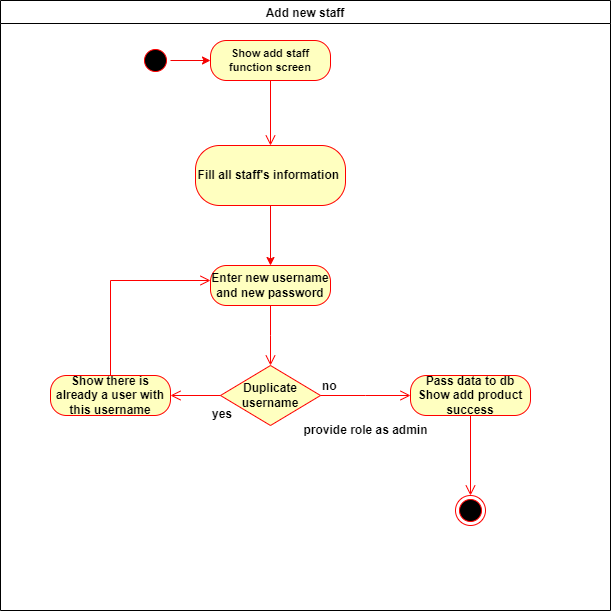 Add new staff
Show add staff
function screen
Fill all staff's information
Enter new username
and new password
Show there is
already a user with
this username
Duplicate
username
yes
no
provide role as admin
Pass data to db
Show add product
success